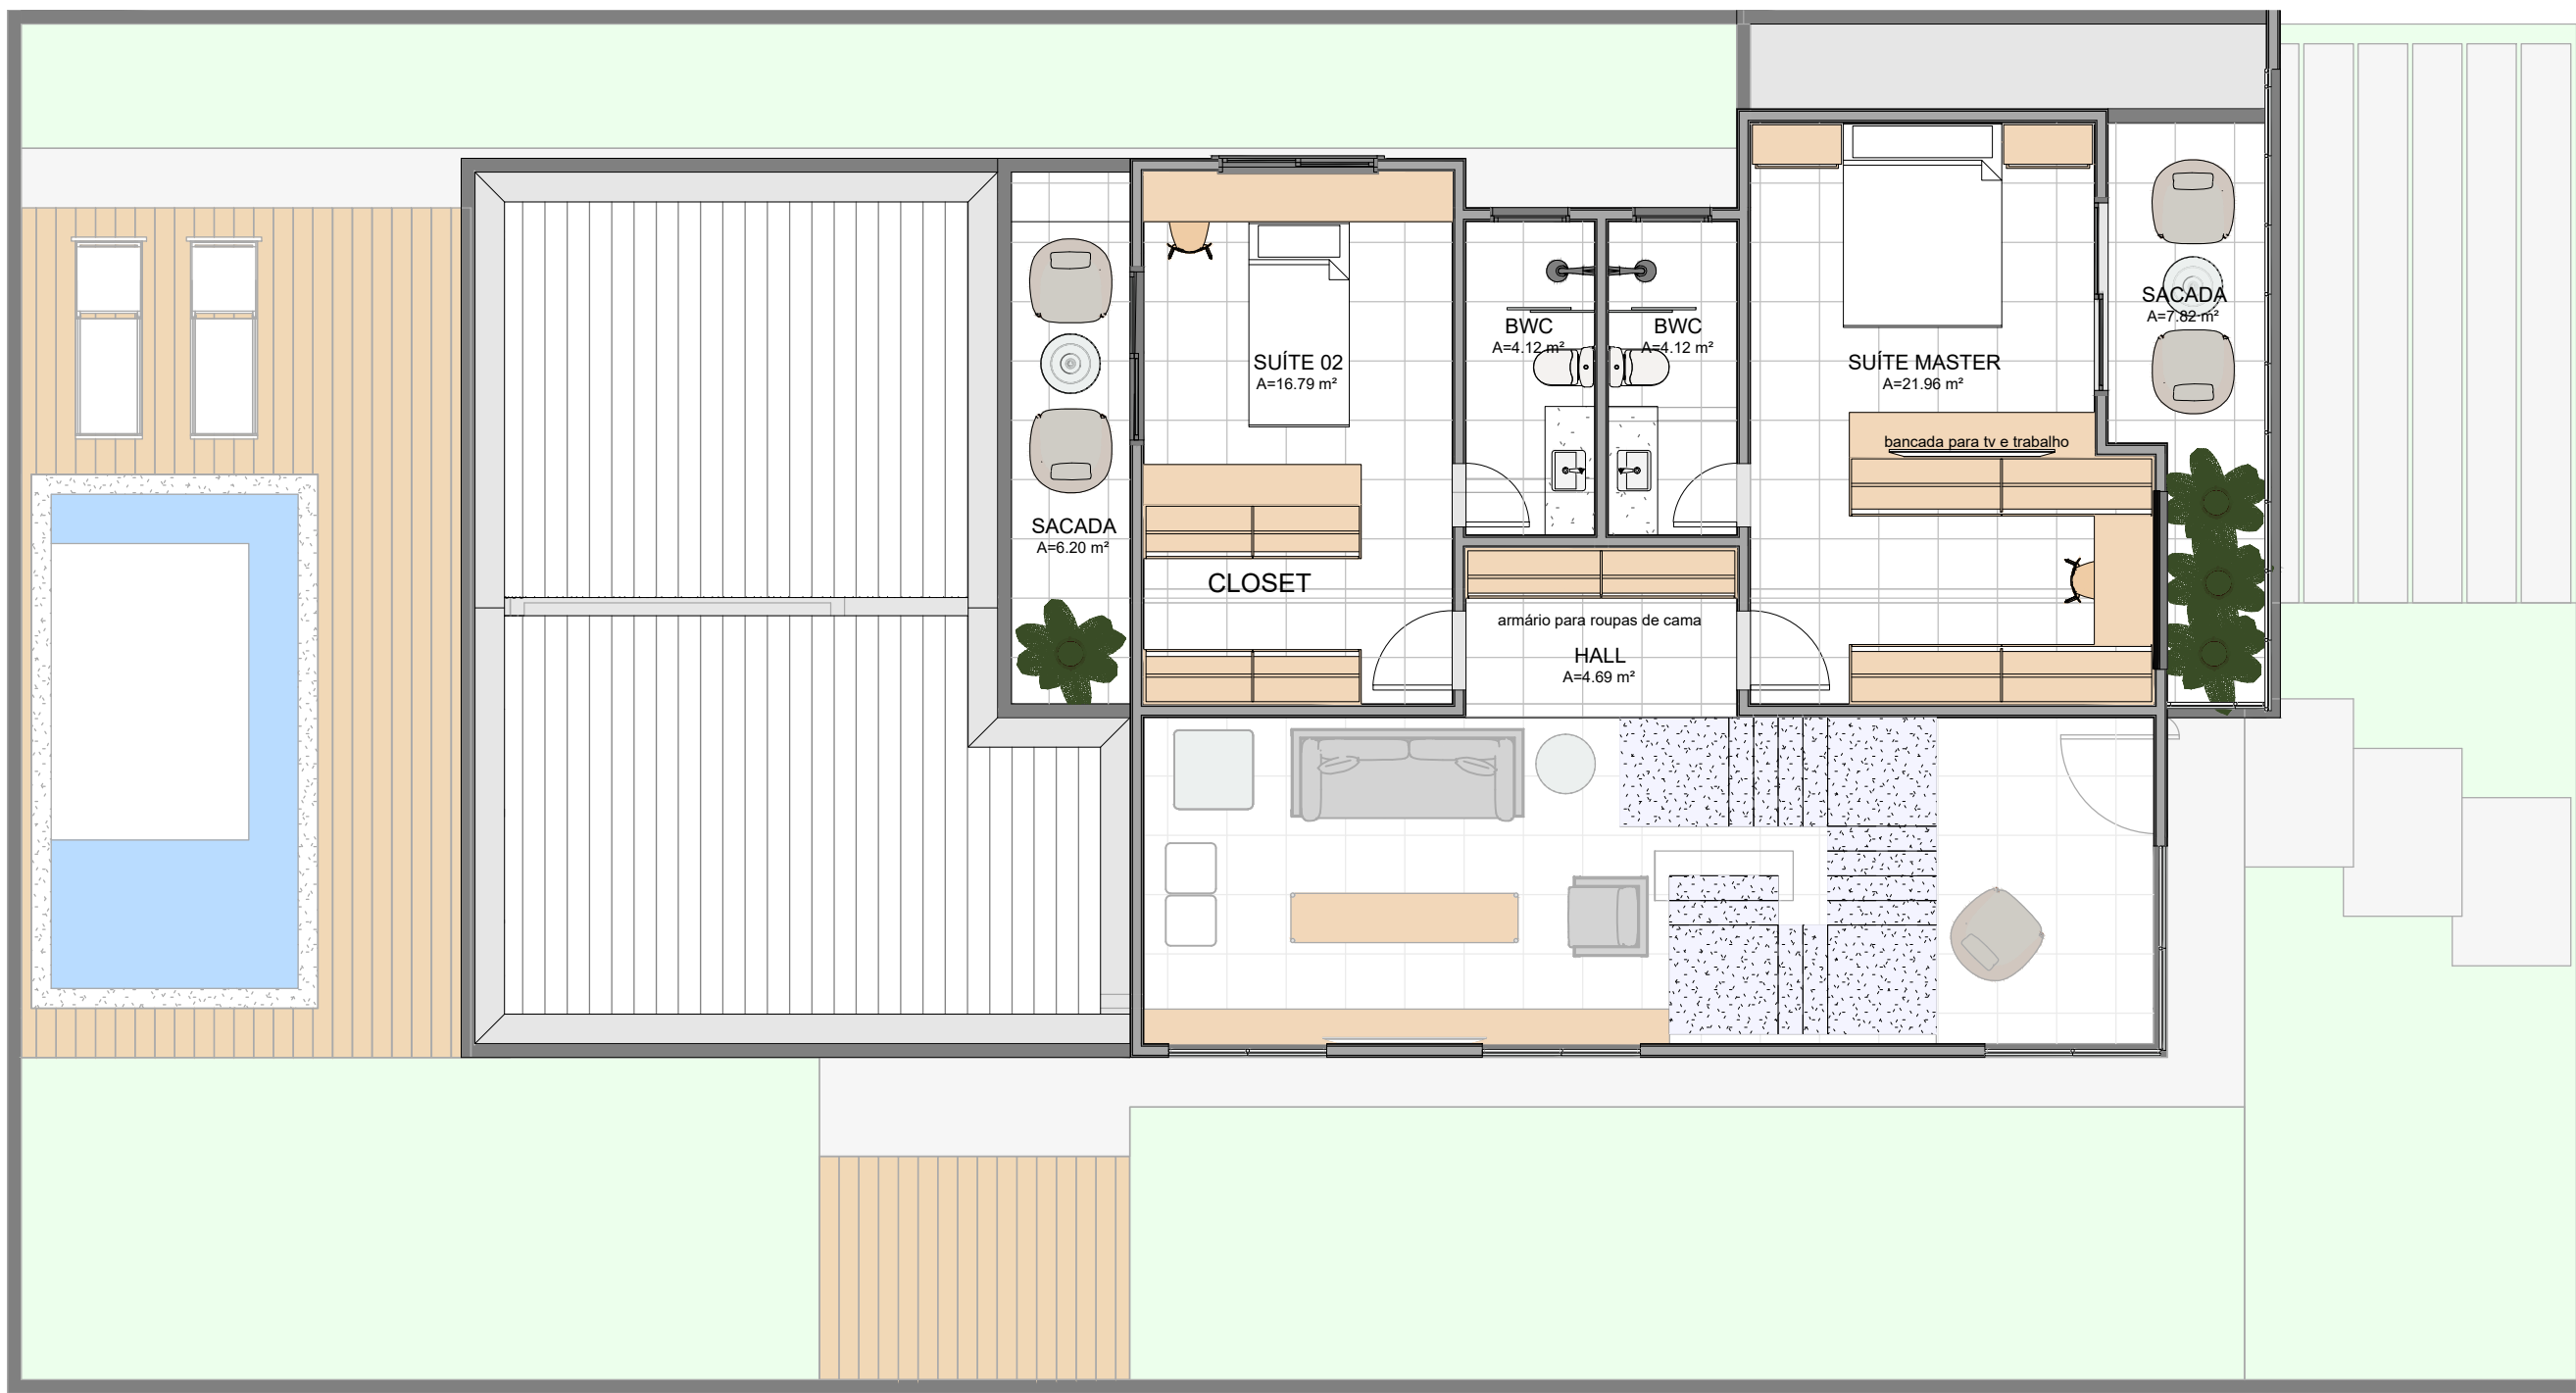 SACADA
A=7.82 m²
BWC
A=4.12 m²
BWC
A=4.12 m²
SUÍTE 02
A=16.79 m²
SUÍTE MASTER
A=21.96 m²
bancada para tv e trabalho
SACADA
A=6.20 m²
CLOSET
armário para roupas de cama
HALL
A=4.69 m²